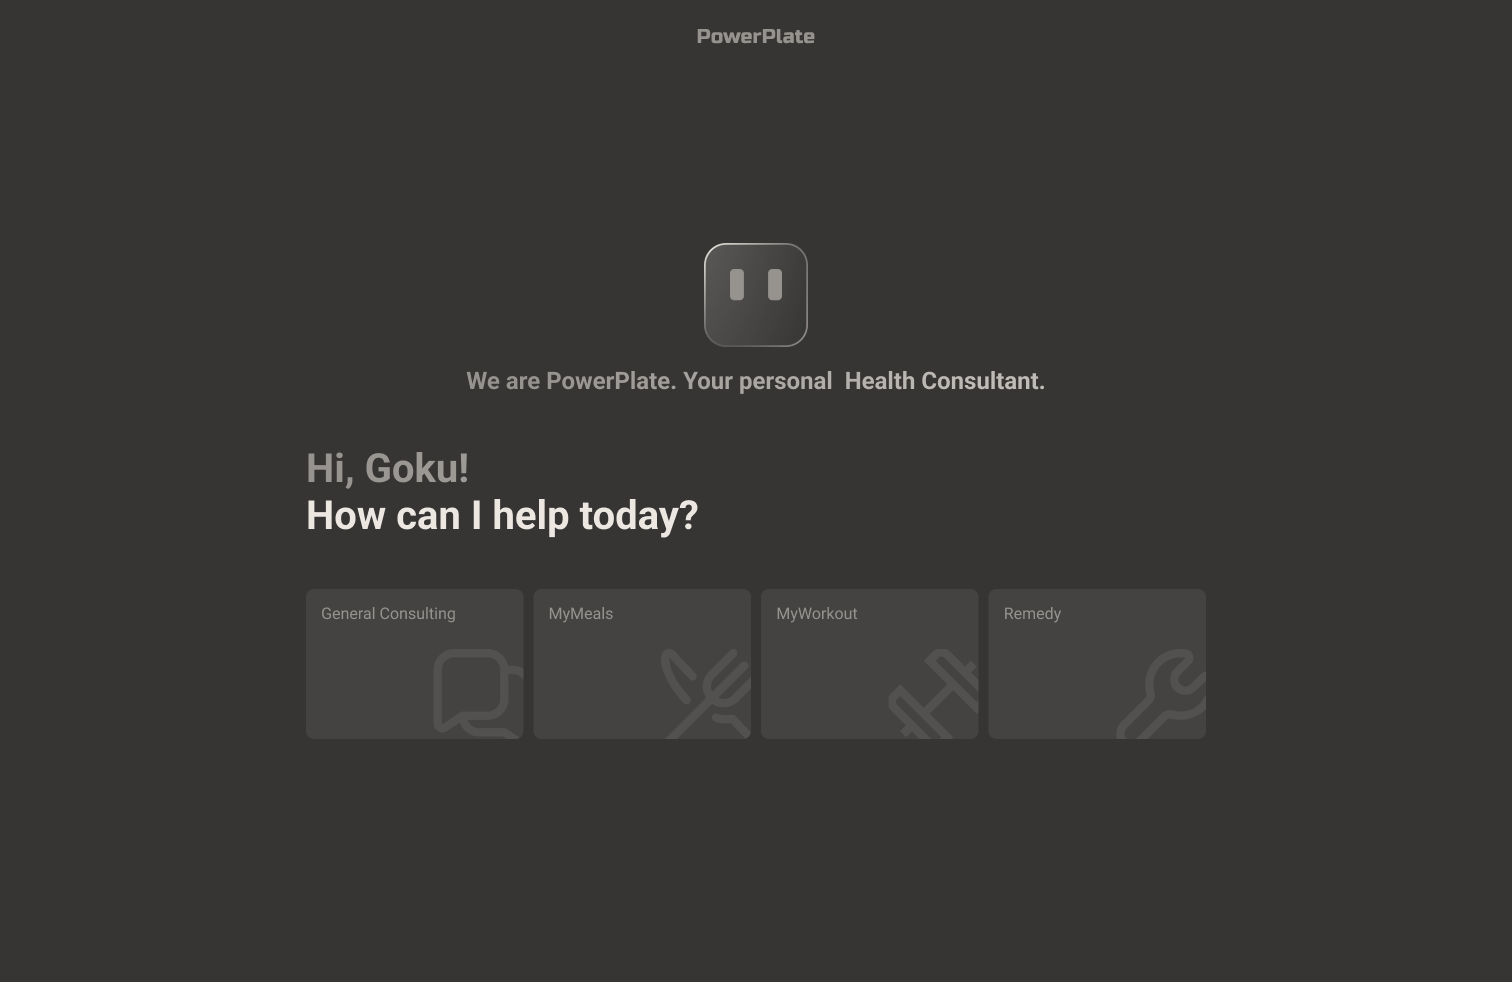 PowerPlate
We are PowerPlate. Your personal Health Consultant.
Hi, Goku!
How can I help today?
General Consulting
MyMeals
MyWorkout
Remedy